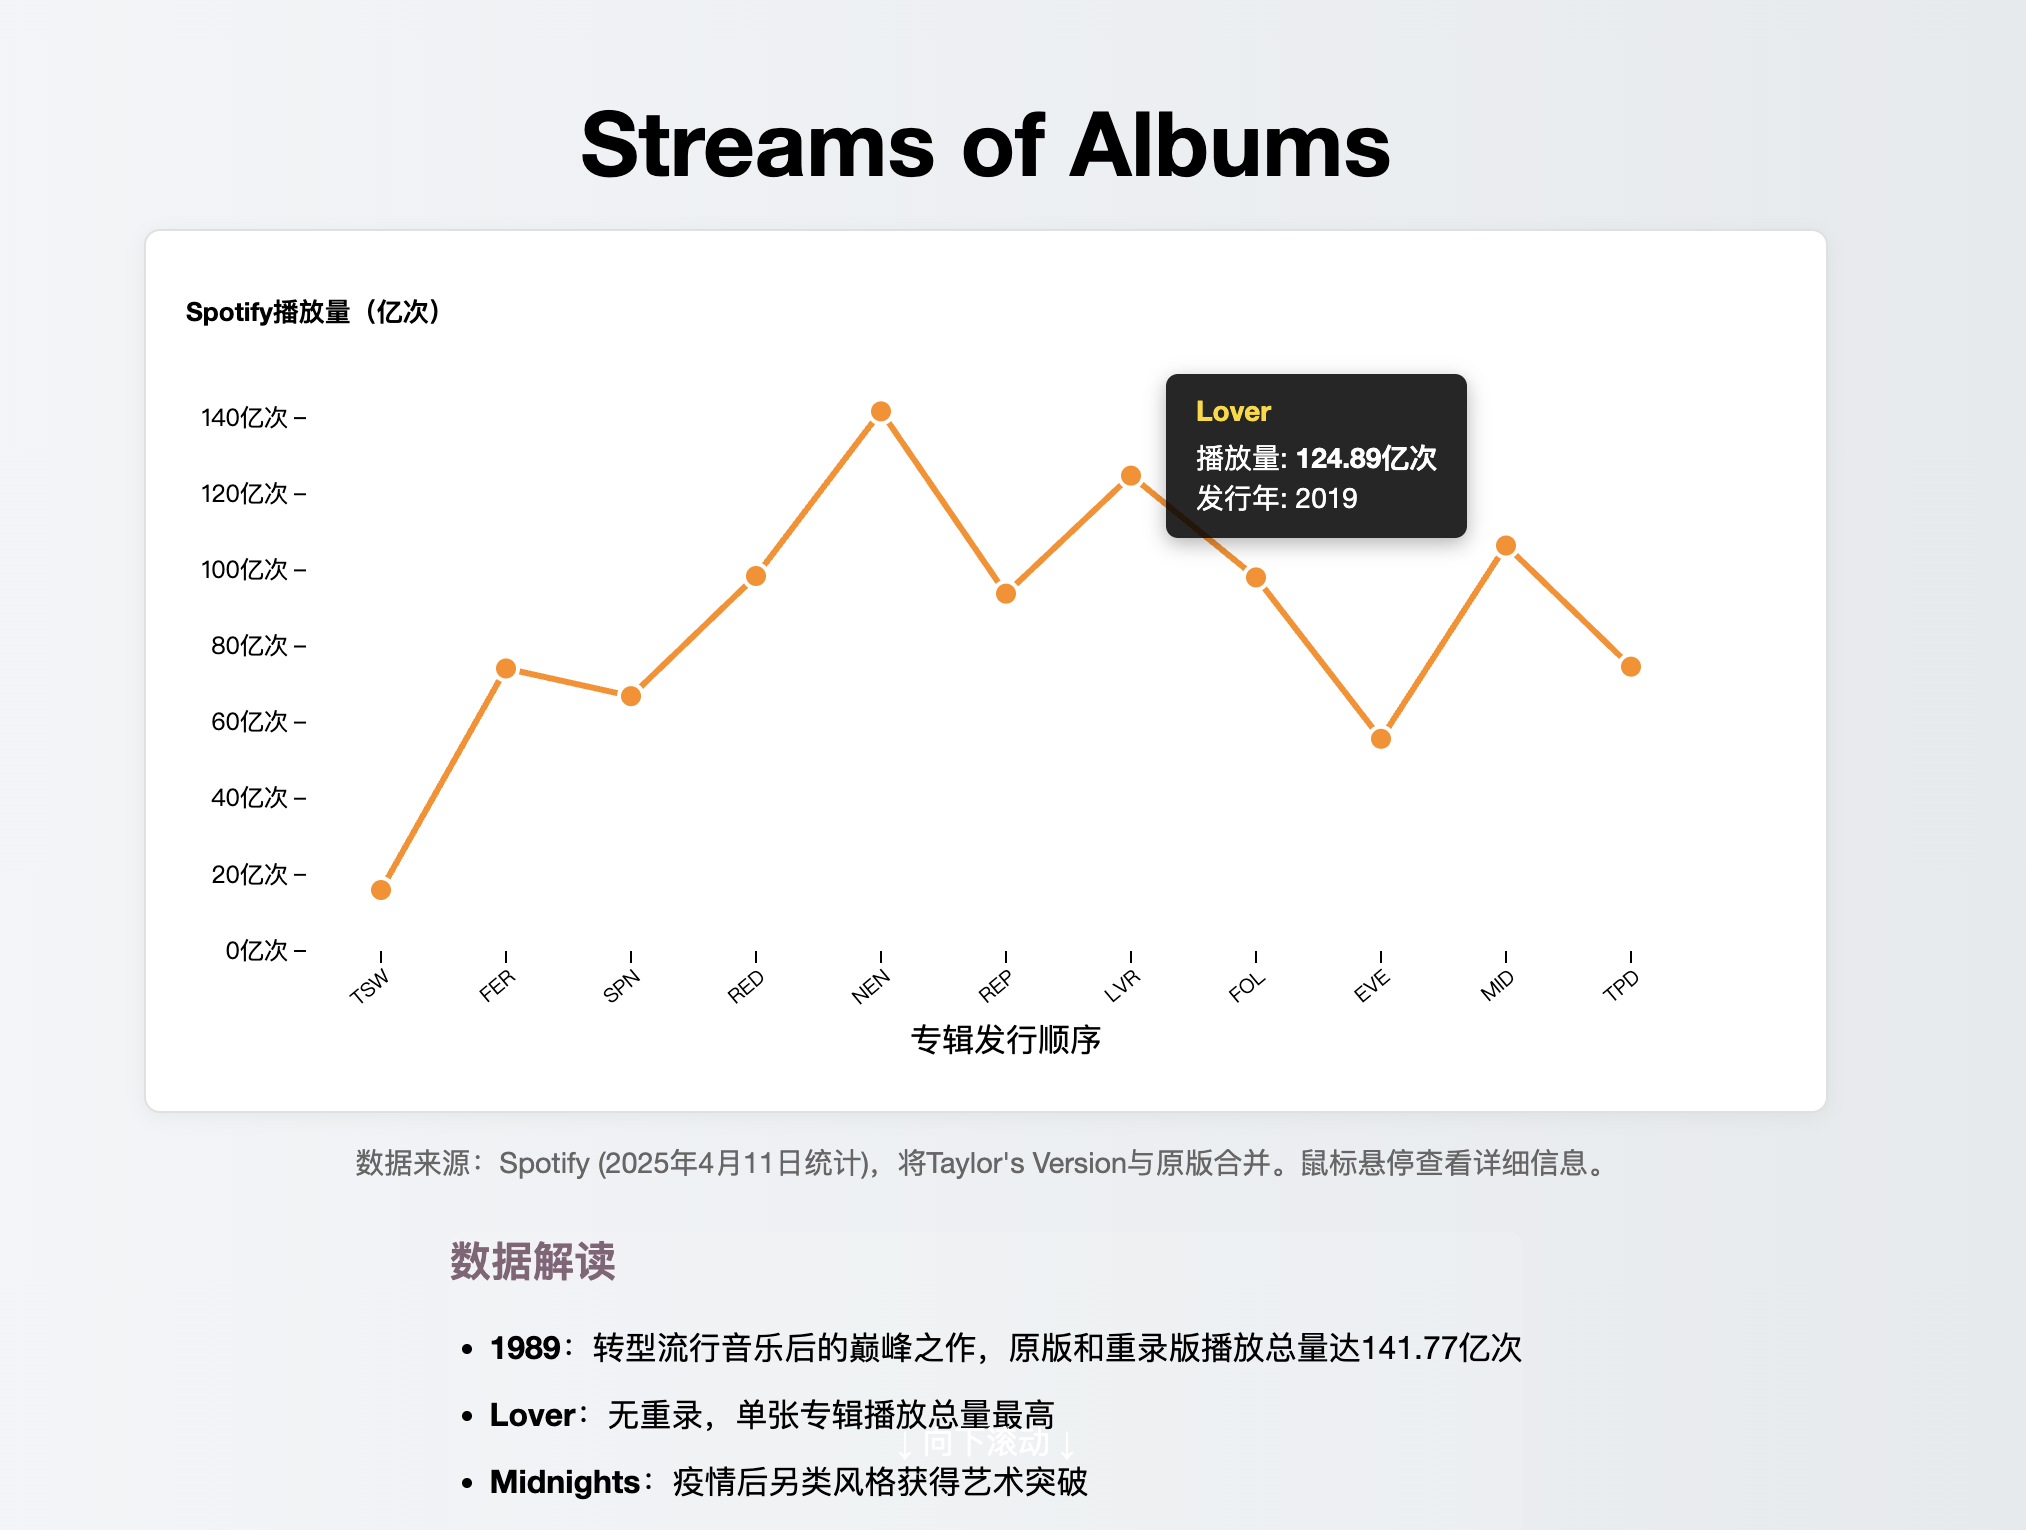 Streams of Albums
Spotify播放量（亿次）
140亿次
120亿次
100亿次
80亿次
60亿次
40亿次
20亿次
0亿次
Lover
播放量: 124.89亿次
发行年: 2019
TSW FER SPN RED NEN REP LVR FOL EVE MID TPD
专辑发行顺序
数据来源：Spotify (2025年4月11日统计)，将Taylor's Version与原版合并。鼠标悬停查看详细信息。
数据解读
• 1989：转型流行音乐后的巅峰之作，原版和重录版播放总量达141.77亿次
• Lover：无重录，单张专辑播放总量最高
↓ 向下滚动 ↓
• Midnights：疫情后另类风格获得艺术突破